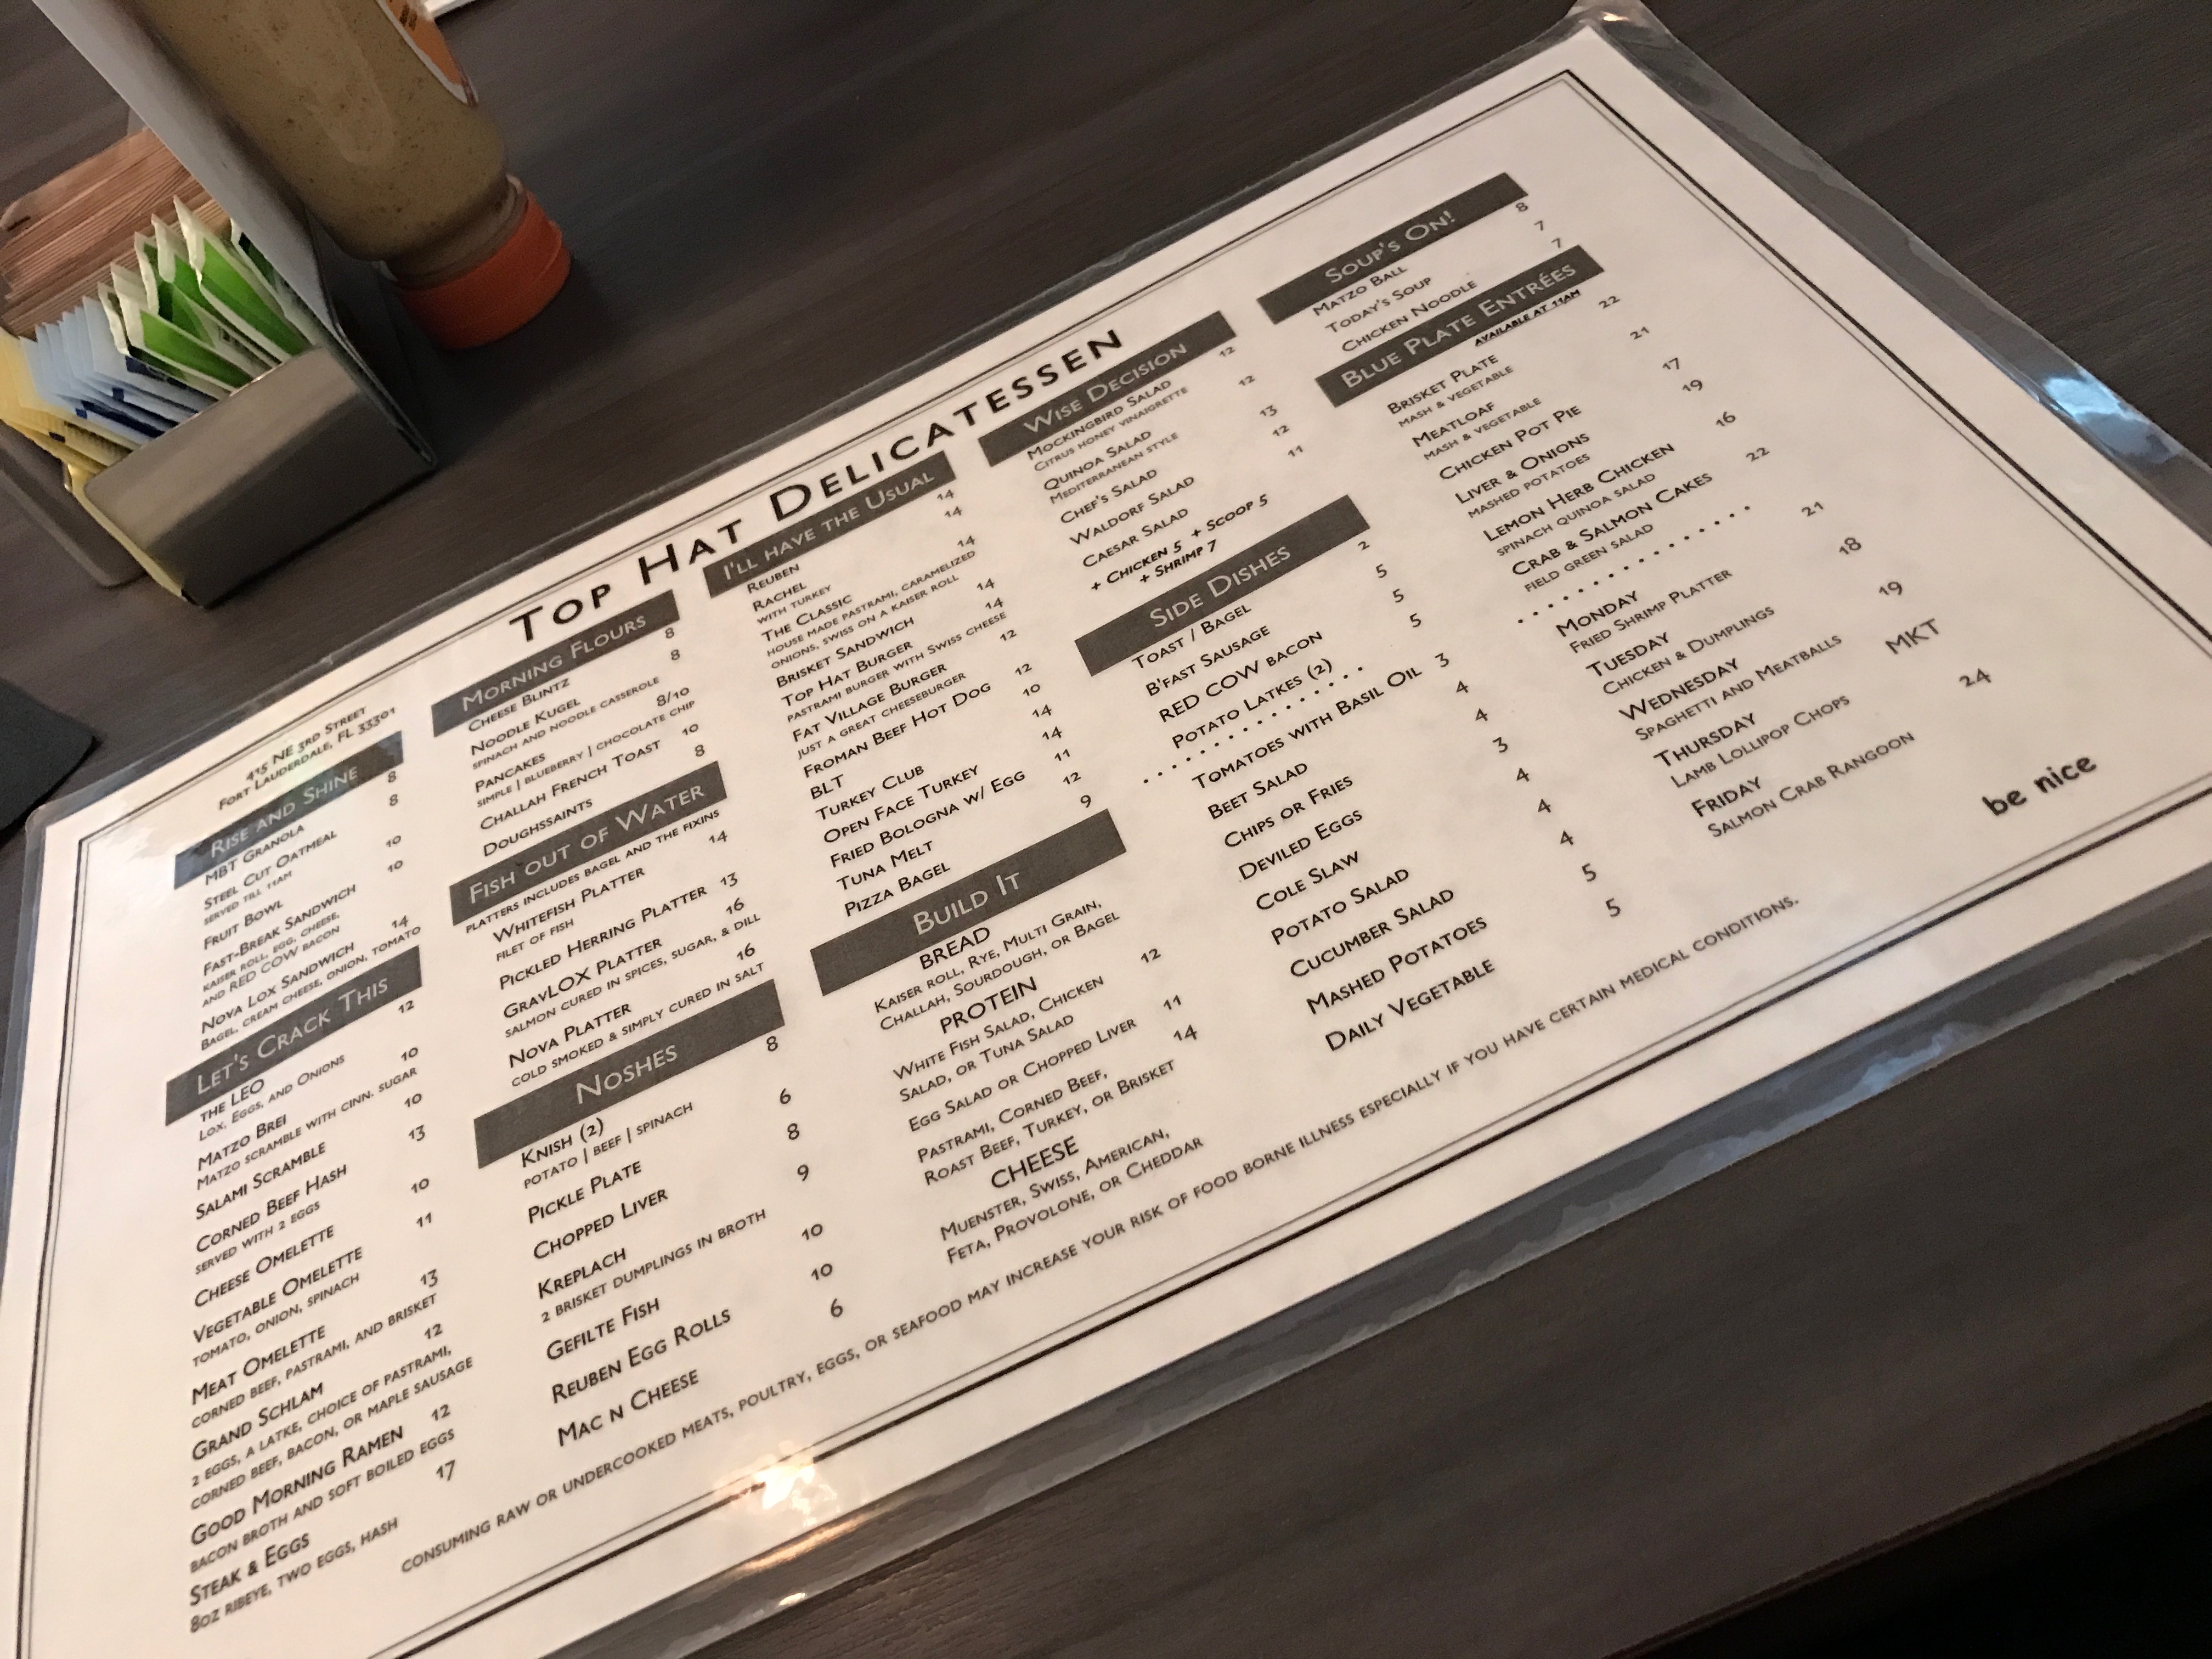 415 NE 3RD STREET
FORT LAUDERDALE, FL 33301
TOP HAT DELICATESSEN
RISE AND SHINE
MBT GRANOLA 8
STEEL CUT OATMEAL 8
SERVED TILL 11AM
FRUIT BOWL 10
FAST-BREAK SANDWICH 10
KAISER ROLL, EGG, CHEESE,
AND RED COW BACON
NOVA LOX SANDWICH 14
BAGEL, CREAM CHEESE, ONION, TOMATO
LET'S CRACK THIS
THE LEO 12
LOX, EGGS, AND ONIONS
MATZO BREI 10
MATZO SCRAMBLE WITH CINN. SUGAR
SALAMI SCRAMBLE 10
CORNED BEEF HASH 13
SERVED WITH 2 EGGS
CHEESE OMELETTE 10
VEGETABLE OMELETTE 11
TOMATO, ONION, SPINACH
MEAT OMELETTE 13
CORNED BEEF, PASTRAMI, AND BRISKET
GRAND SCHLAM 12
2 EGGS, A LATKE, CHOICE OF PASTRAMI,
CORNED BEEF, BACON, OR MAPLE SAUSAGE
GOOD MORNING RAMEN 12
BACON BROTH AND SOFT BOILED EGGS
STEAK & EGGS 17
8OZ RIBEYE, TWO EGGS, HASH
MORNING FLOURS
CHEESE BLINTZ 8
NOODLE KUGEL 8
SPINACH AND NOODLE CASSEROLE
PANCAKES 8/10
SIMPLE | BLUEBERRY | CHOCOLATE CHIP
CHALLAH FRENCH TOAST 10
DOUGHSSAINTS 8
FISH OUT OF WATER
PLATTERS INCLUDES BAGEL AND THE FIXINS
WHITEFISH PLATTER 14
FILET OF FISH
PICKLED HERRING PLATTER 13
GRAVLOX PLATTER 16
SALMON CURED IN SPICES, SUGAR, & DILL
NOVA PLATTER 16
COLD SMOKED & SIMPLY CURED IN SALT
NOSHES
KNISH (2) 8
POTATO | BEEF | SPINACH
PICKLE PLATE 6
CHOPPED LIVER 8
KREPLACH 9
2 BRISKET DUMPLINGS IN BROTH
GEFILTE FISH 10
REUBEN EGG ROLLS 10
MAC N CHEESE 6
I'LL HAVE THE USUAL
REUBEN 14
RACHEL 14
WITH TURKEY
THE CLASSIC 14
HOUSE MADE PASTRAMI, CARAMELIZED
ONIONS, SWISS ON A KAISER ROLL
BRISKET SANDWICH 14
TOP HAT BURGER 14
PASTRAMI BURGER WITH SWISS CHEESE
FAT VILLAGE BURGER 12
JUST A GREAT CHEESEBURGER
FROMAN BEEF HOT DOG 12
BLT 10
TURKEY CLUB 14
OPEN FACE TURKEY 14
FRIED BOLOGNA W/ EGG 11
TUNA MELT 12
PIZZA BAGEL 9
BUILD IT
BREAD
KAISER ROLL, RYE, MULTI GRAIN,
CHALLAH, SOURDOUGH, OR BAGEL
PROTEIN
WHITE FISH SALAD, CHICKEN
SALAD, OR TUNA SALAD 12
EGG SALAD OR CHOPPED LIVER 11
PASTRAMI, CORNED BEEF,
ROAST BEEF, TURKEY, OR BRISKET 14
CHEESE
MUENSTER, SWISS, AMERICAN,
FETA, PROVOLONE, OR CHEDDAR
WISE DECISION
MOCKINGBIRD SALAD 12
CITRUS HONEY VINAIGRETTE
QUINOA SALAD 12
MEDITERRANEAN STYLE
CHEF'S SALAD 13
WALDORF SALAD 12
CAESAR SALAD 11
+ CHICKEN 5 + SCOOP 5
+ SHRIMP 7
SIDE DISHES
TOAST / BAGEL 2
B'FAST SAUSAGE 5
RED COW BACON 5
POTATO LATKES (2) 5
TOMATOES WITH BASIL OIL 3
BEET SALAD 4
CHIPS OR FRIES 4
DEVILED EGGS 3
COLE SLAW 4
POTATO SALAD 4
CUCUMBER SALAD 4
MASHED POTATOES 5
DAILY VEGETABLE 5
SOUP'S ON!
MATZO BALL 8
TODAY'S SOUP 7
CHICKEN NOODLE 7
BLUE PLATE ENTRÉES
AVAILABLE AT 11AM
BRISKET PLATE 22
MASH & VEGETABLE
MEATLOAF 21
MASH & VEGETABLE
CHICKEN POT PIE 17
LIVER & ONIONS 19
MASHED POTATOES
LEMON HERB CHICKEN 16
SPINACH QUINOA SALAD
CRAB & SALMON CAKES 22
FIELD GREEN SALAD
MONDAY
FRIED SHRIMP PLATTER 21
TUESDAY
CHICKEN & DUMPLINGS 18
WEDNESDAY
SPAGHETTI AND MEATBALLS 19
THURSDAY
LAMB LOLLIPOP CHOPS MKT
FRIDAY
SALMON CRAB RANGOON 24
CONSUMING RAW OR UNDERCOOKED MEATS, POULTRY, EGGS, OR SEAFOOD MAY INCREASE YOUR RISK OF FOOD BORNE ILLNESS ESPECIALLY IF YOU HAVE CERTAIN MEDICAL CONDITIONS.
be nice